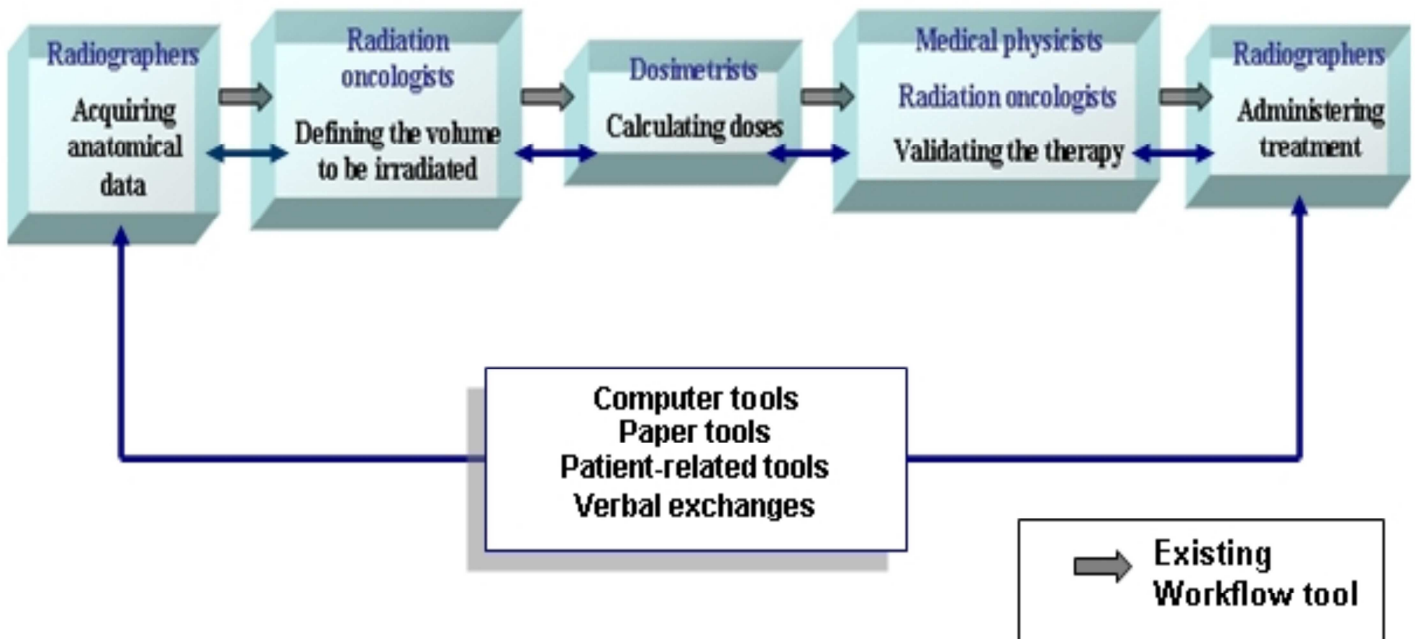 Radiographers
Acquiring
anatomical
data
Radiation
oncologists
Defining the volume
to be irradiated
Dosimetrists
Calculating doses
Medical physicists
Radiation oncologists
Validating the therapy
Radiographers
Administering
treatment
Computer tools
Paper tools
Patient-related tools
Verbal exchanges
Existing
Workflow tool